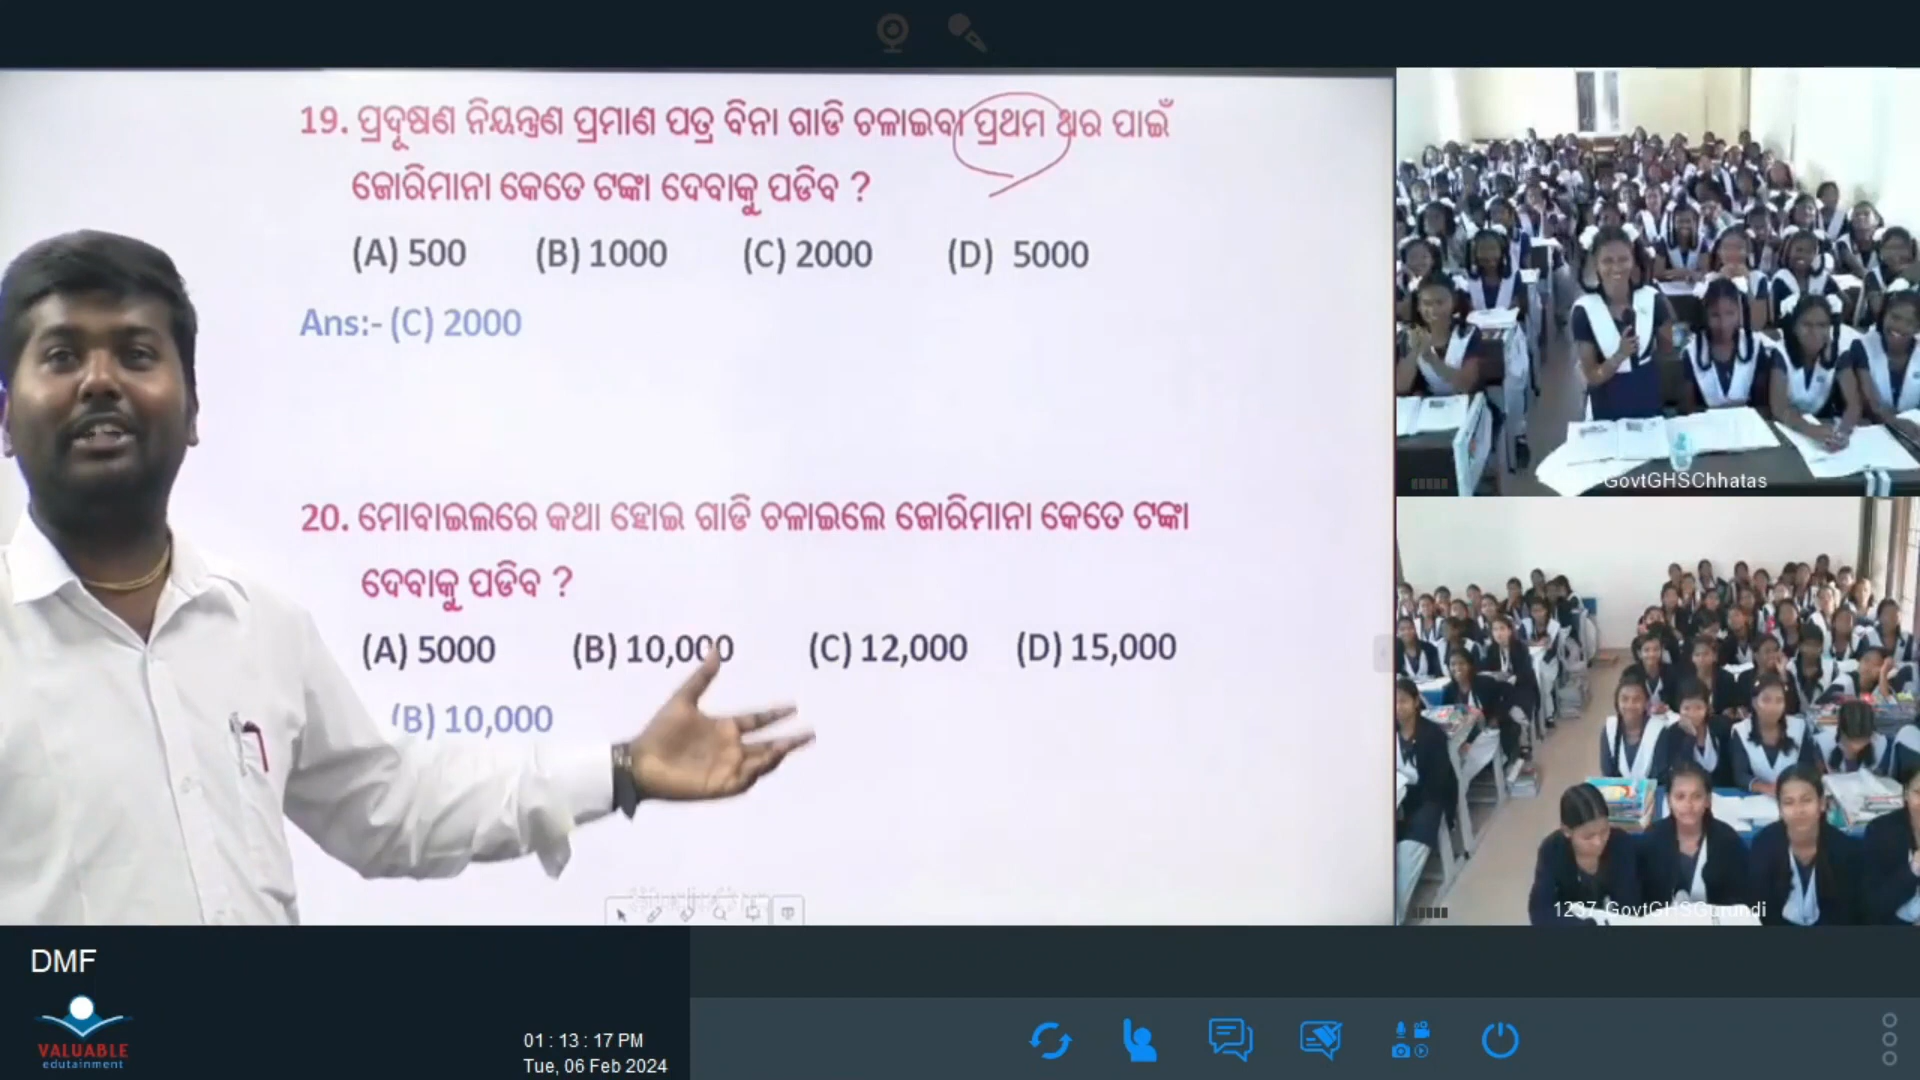 19. ପ୍ରଦୂଷଣ ନିୟନ୍ତ୍ରଣ ପ୍ରମାଣ ପତ୍ର ବିନା ଗାଡି ଚଳାଇବା ପ୍ରଥମ ଥର ପାଇଁ
ଜୋରିମାନା କେତେ ଟଙ୍କା ଦେବାକୁ ପଡିବ ?
(A) 500 (B) 1000 (C) 2000 (D) 5000
Ans:- (C) 2000
20. ମୋବାଇଲରେ କଥା ହୋଇ ଗାଡି ଚଳାଇଲେ ଜୋରିମାନା କେତେ ଟଙ୍କା
ଦେବାକୁ ପଡିବ ?
(A) 5000 (B) 10,000 (C) 12,000 (D) 15,000
(B) 10,000
GovtGHSChhatas
1237-GovtGHSGurundi
DMF
VALUABLE
edutainment
01 : 13 : 17 PM
Tue, 06 Feb 2024